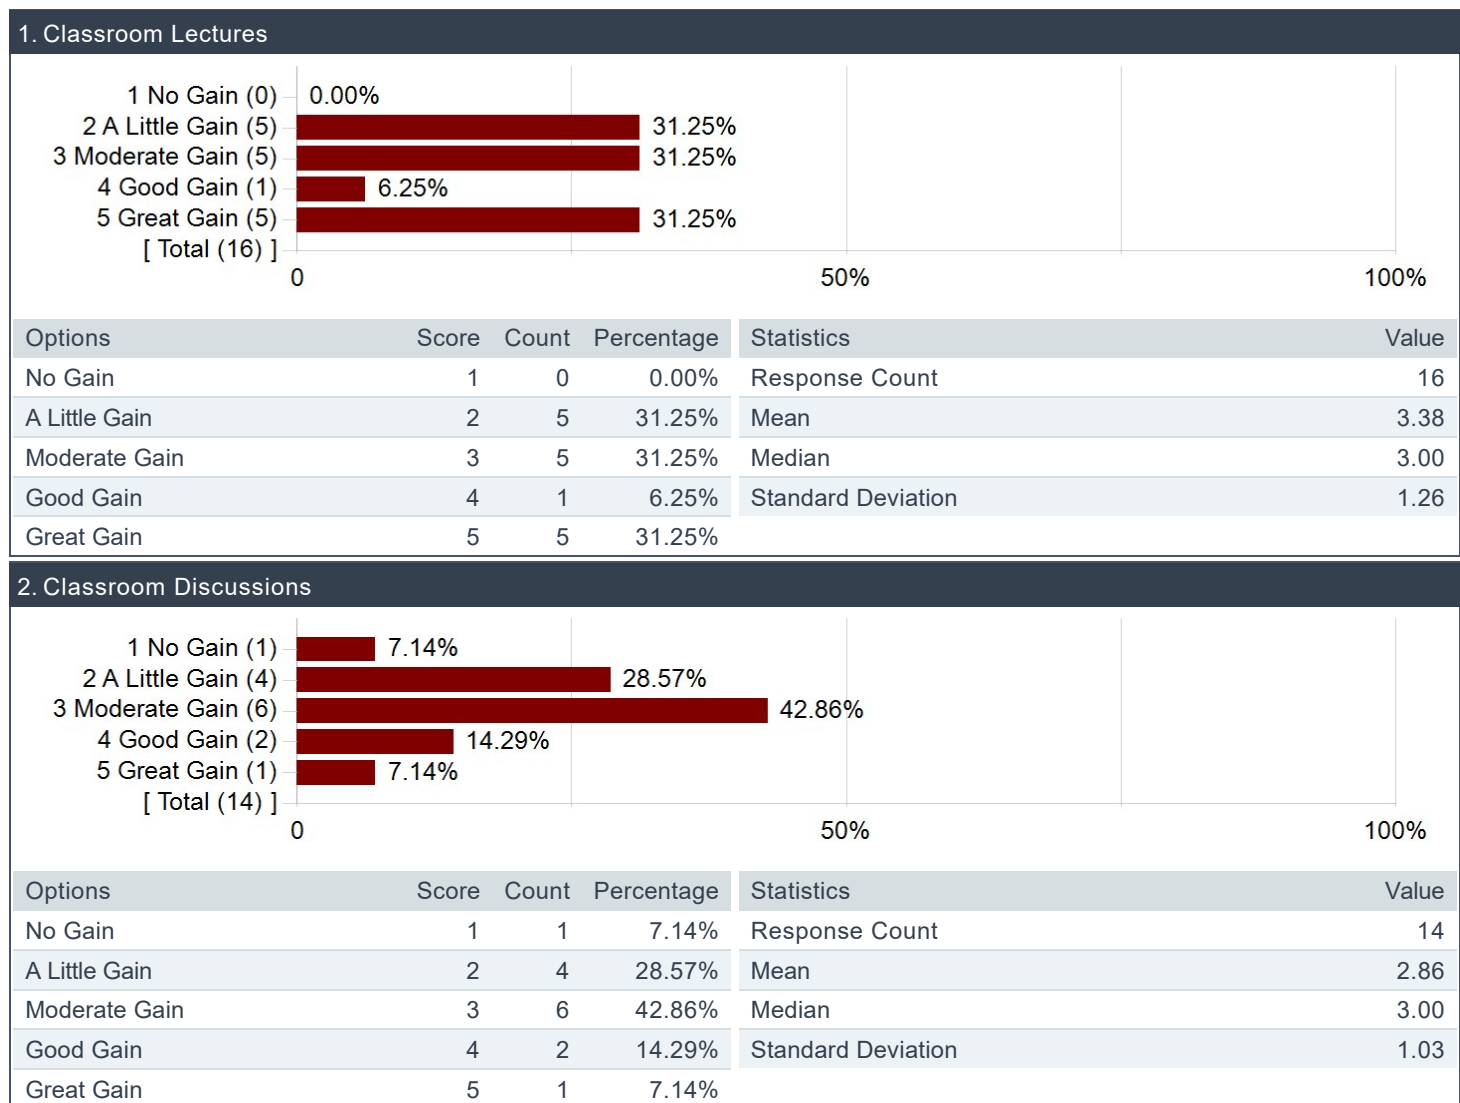 1. Classroom Lectures
1 No Gain (0) 0.00%
2 A Little Gain (5) 31.25%
3 Moderate Gain (5) 31.25%
4 Good Gain (1) 6.25%
5 Great Gain (5) 31.25%
[ Total (16) ]
0 50% 100%
Options Score Count Percentage Statistics Value
No Gain 1 0 0.00% Response Count 16
A Little Gain 2 5 31.25% Mean 3.38
Moderate Gain 3 5 31.25% Median 3.00
Good Gain 4 1 6.25% Standard Deviation 1.26
Great Gain 5 5 31.25%
2. Classroom Discussions
1 No Gain (1) 7.14%
2 A Little Gain (4) 28.57%
3 Moderate Gain (6) 42.86%
4 Good Gain (2) 14.29%
5 Great Gain (1) 7.14%
[ Total (14) ]
0 50% 100%
Options Score Count Percentage Statistics Value
No Gain 1 1 7.14% Response Count 14
A Little Gain 2 4 28.57% Mean 2.86
Moderate Gain 3 6 42.86% Median 3.00
Good Gain 4 2 14.29% Standard Deviation 1.03
Great Gain 5 1 7.14%